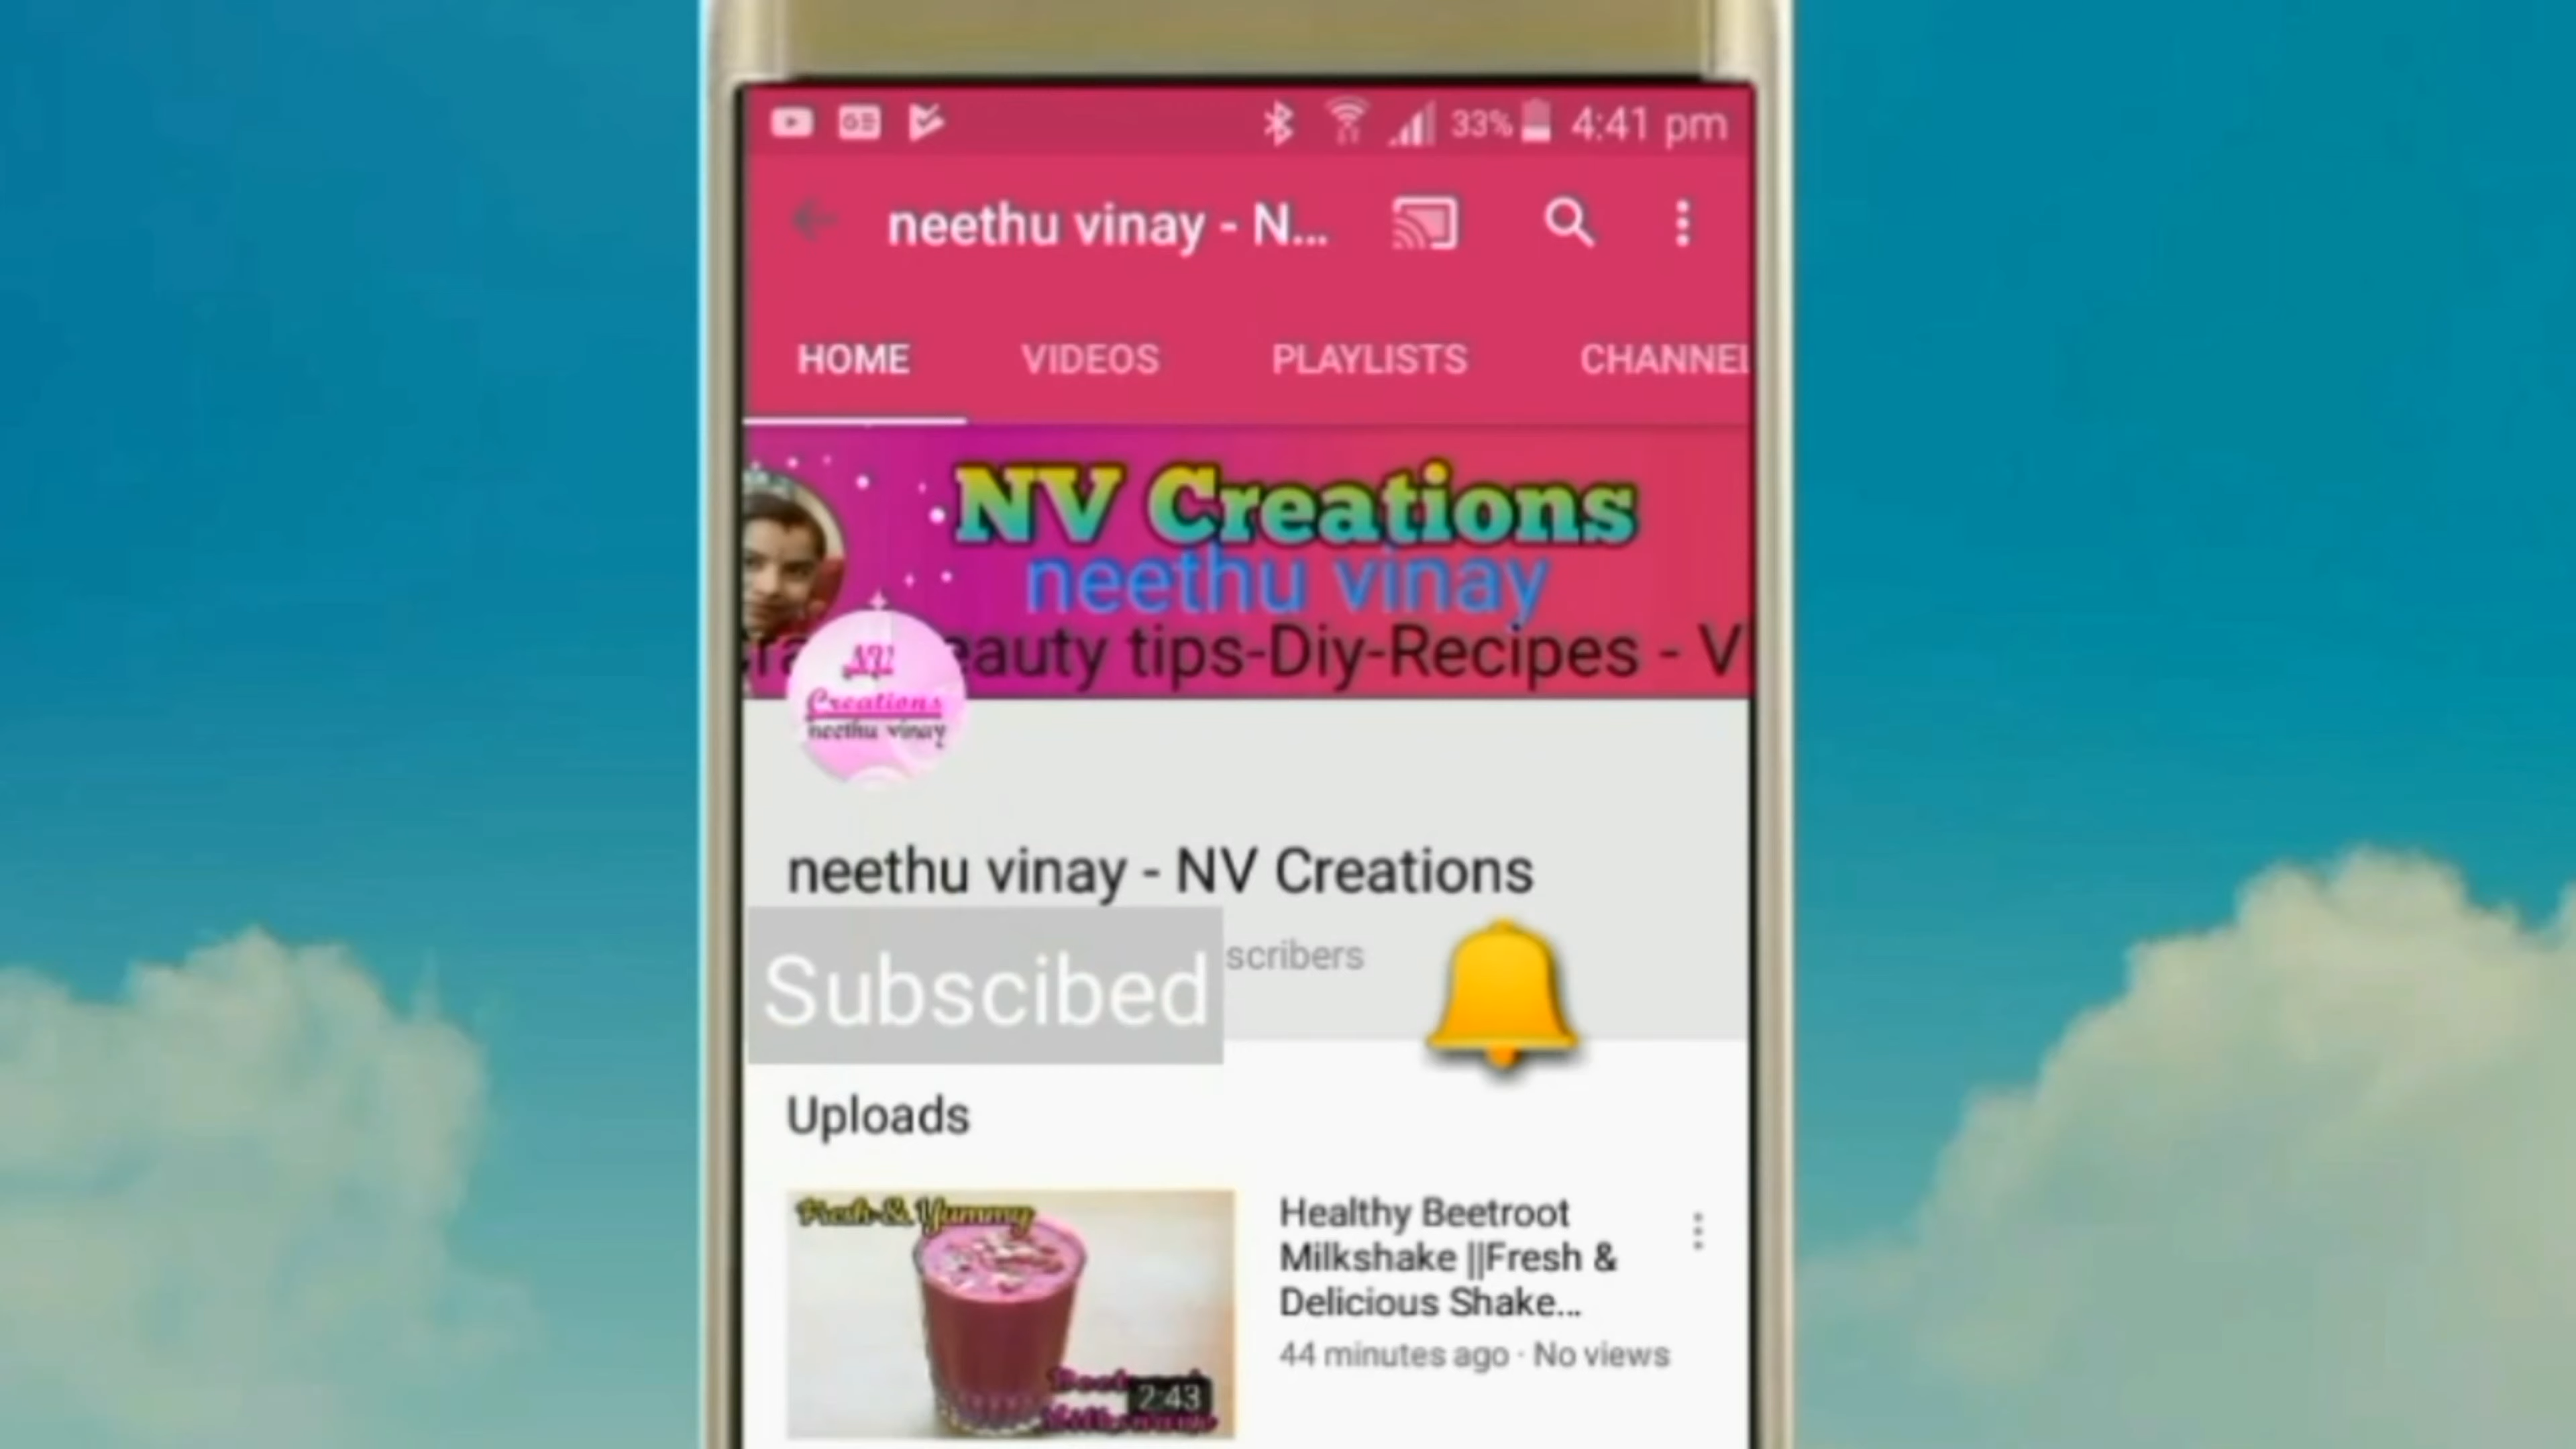 33% 4:41 pm
neethu vinay - N...
HOME VIDEOS PLAYLISTS CHANNEL
NV Creations
neethu vinay
eauty tips-Diy-Recipes - V
NV
Creations
neethu vinay
neethu vinay - NV Creations
Subscibed
scribers
Uploads
Fresh & Yummy
Healthy Beetroot
Milkshake ||Fresh &
Delicious Shake...
44 minutes ago · No views
2:43